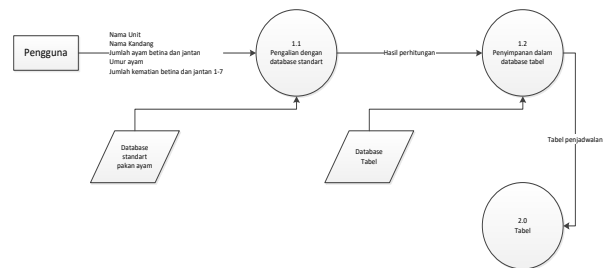 Pengguna
Nama Unit
Nama Kandang
Jumlah ayam betina dan jantan
Umur ayam
Jumlah kematian betina dan jantan 1-7
1.1
Pengalian dengan
database standart
Hasil perhitungan
1.2
Penyimpanan dalam
database tabel
Database
standart
pakan ayam
Database
Tabel
Tabel penjadwalan
2.0
Tabel